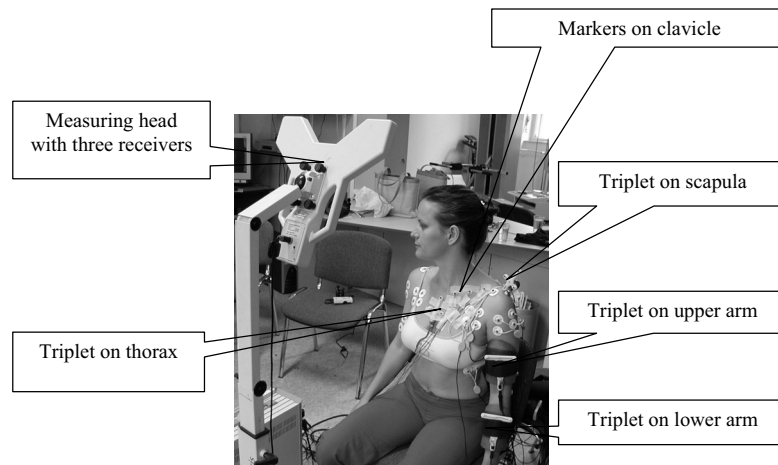 Markers on clavicle
Measuring head
with three receivers
Triplet on scapula
Triplet on upper arm
Triplet on thorax
Triplet on lower arm